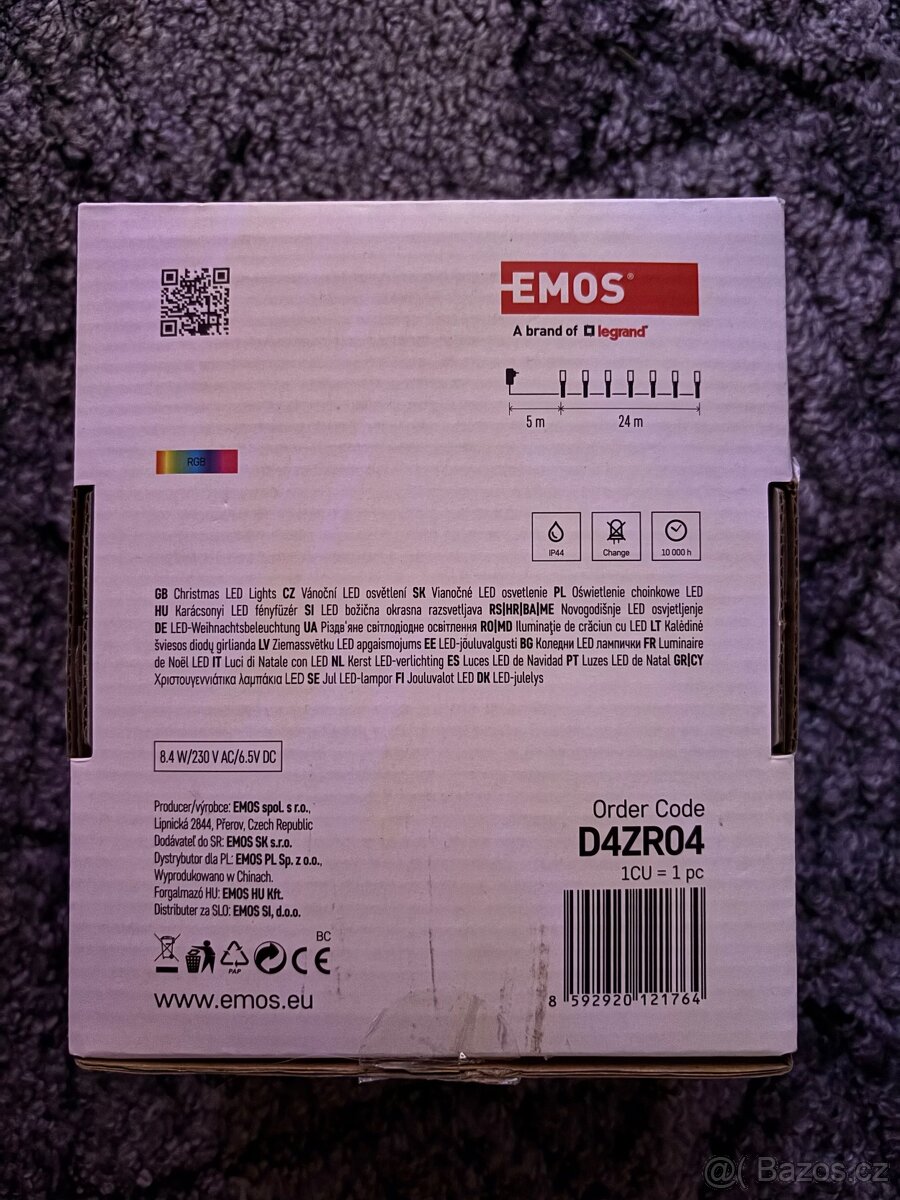 EMOS®
A brand of legrand®
5 m
24 m
RGB
IP44
Change
10 000 h
GB Christmas LED Lights CZ Vánoční LED osvětlení SK Vianočné LED osvetlenie PL Oświetlenie choinkowe LED
HU Karácsonyi LED fényfüzér SI LED božična okrasna razsvetljava RS|HR|BA|ME Novogodišnje LED osvjetljenje
DE LED-Weihnachtsbeleuchtung UA Різдв'яне світлодіодне освітлення RO|MD Iluminaţie de crăciun cu LED LT Kalėdinė
šviesos diodų girlianda LV Ziemassvētku LED apgaismojums EE LED-jõuluvalgusti BG Коледни LED лампички FR Luminaire
de Noël LED IT Luci di Natale con LED NL Kerst LED-verlichting ES Luces LED de Navidad PT Luzes LED de Natal GR|CY
Χριστουγεννιάτικα λαμπάκια LED SE Jul LED-lampor FI Jouluvalot LED DK LED-julelys
8.4 W/230 V AC/6.5V DC
Producer/výrobce: EMOS spol. s r.o.,
Lipnická 2844, Přerov, Czech Republic
Dodávateľ do SR: EMOS SK s.r.o.
Dystrybutor dla PL: EMOS PL Sp. z o.o.,
Wyprodukowano w Chinach.
Forgalmazó HU: EMOS HU Kft.
Distributer za SLO: EMOS SI, d.o.o.
Order Code
D4ZR04
1CU = 1 pc
BC
PAP
CE
www.emos.eu
8 592920 121764
@( Bazos.cz